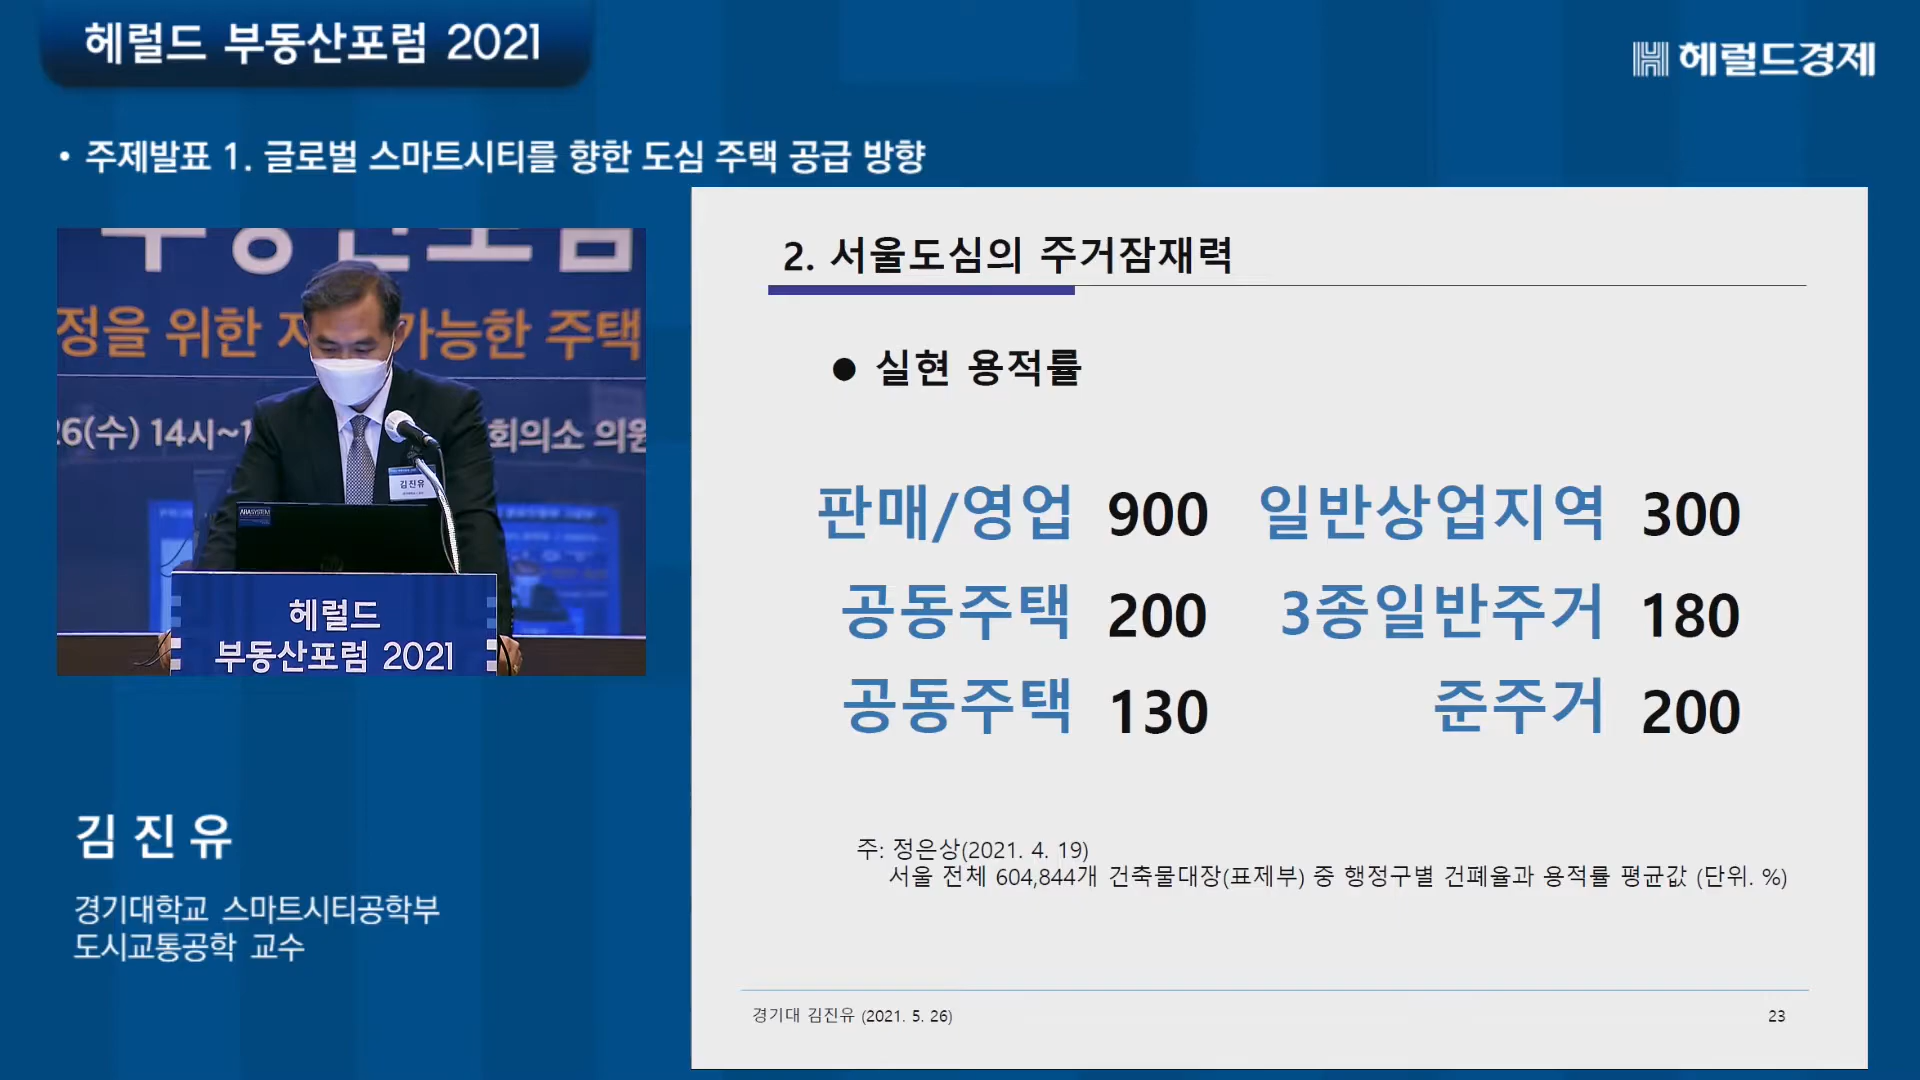 헤럴드 부동산포럼 2021
헤럴드경제
• 주제발표 1. 글로벌 스마트시티를 향한 도심 주택 공급 방향
정을 위한 지 가능한 주택
26(수) 14시~1
회의소 의원
김진유
헤럴드
부동산포럼 2021
김진유
경기대학교 스마트시티공학부
도시교통공학 교수
2. 서울도심의 주거잠재력
● 실현 용적률
판매/영업 900 일반상업지역 300
공동주택 200 3종일반주거 180
공동주택 130 준주거 200
주: 정은상(2021. 4. 19)
서울 전체 604,844개 건축물대장(표제부) 중 행정구별 건폐율과 용적률 평균값 (단위. %)
경기대 김진유 (2021. 5. 26)
23